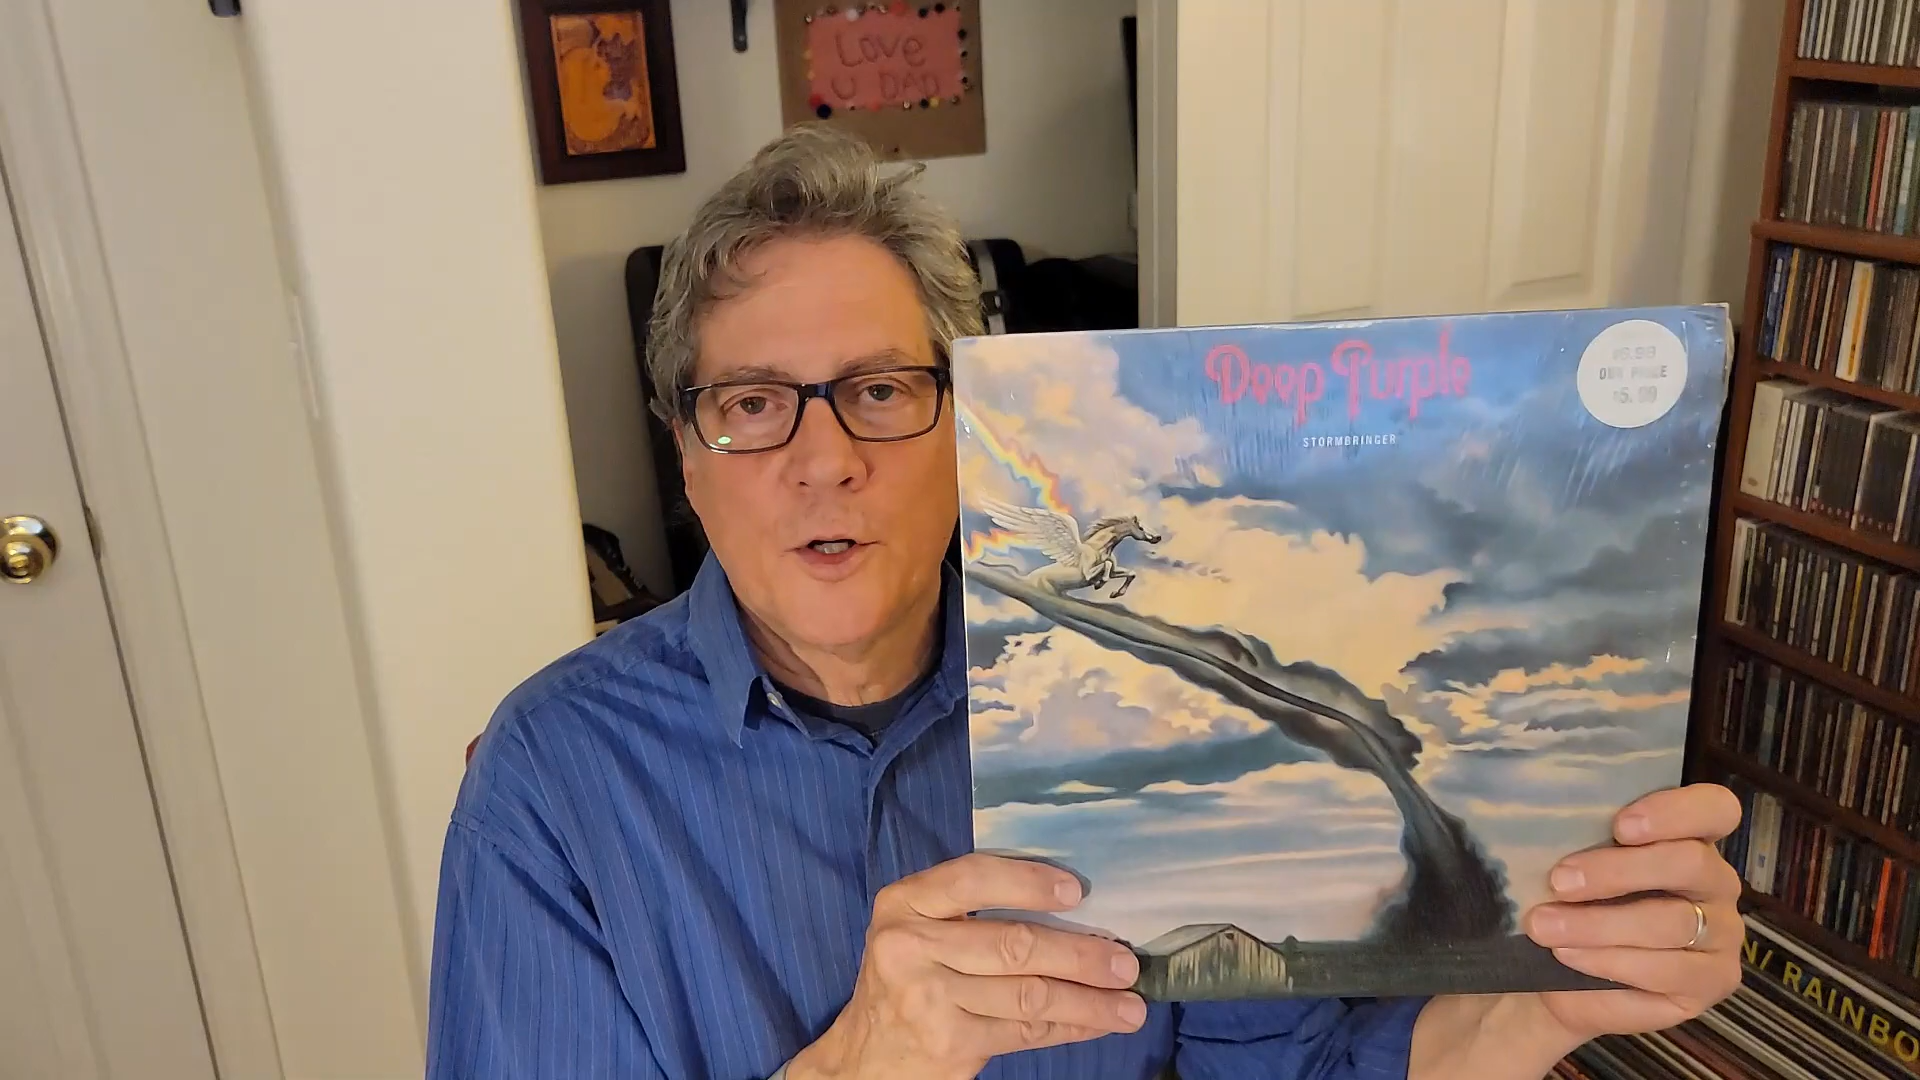 Love
U DAD
Deep Purple
STORMBRINGER
OUR PRICE
N/ RAINBO